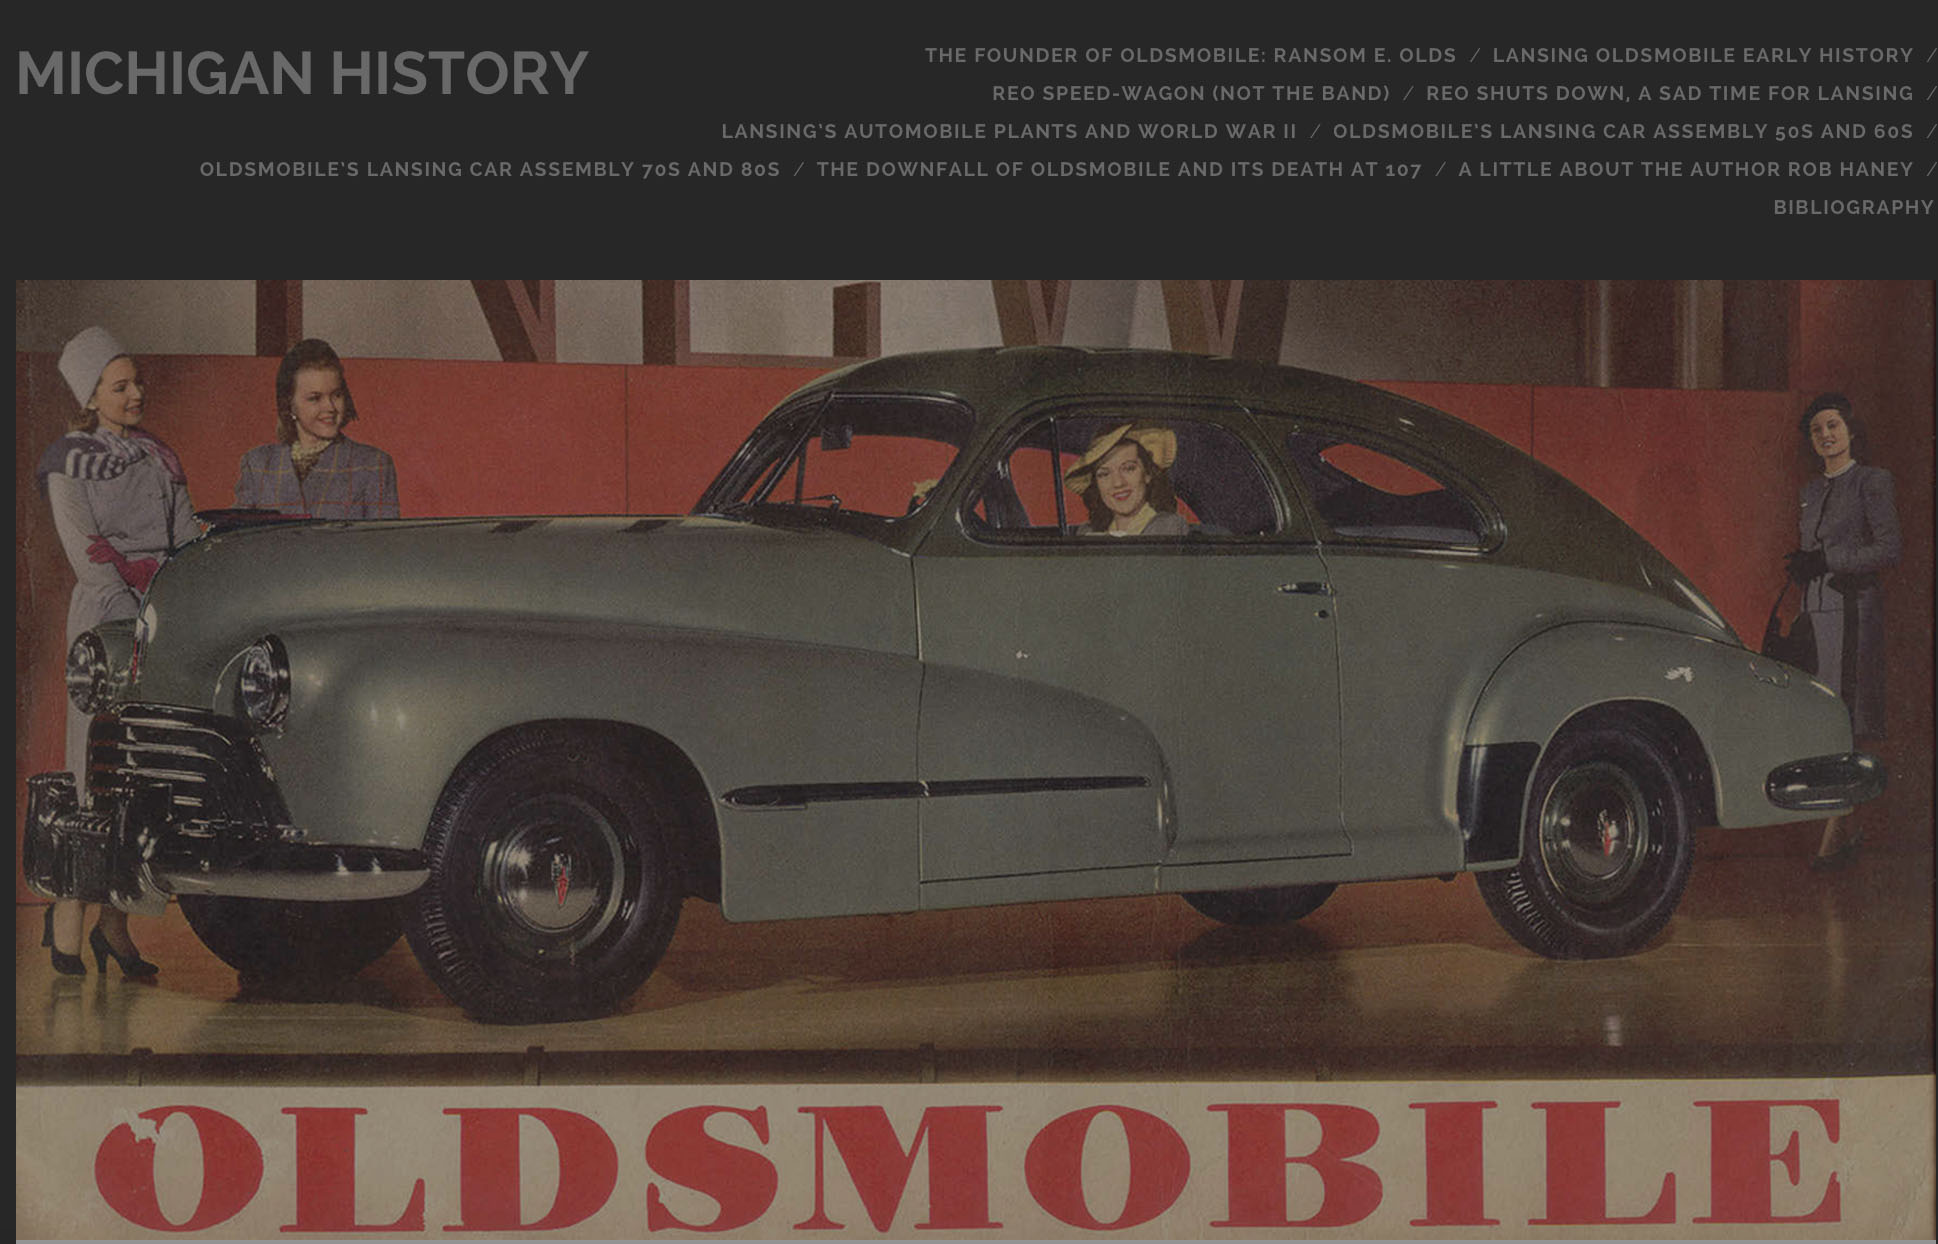 MICHIGAN HISTORY
THE FOUNDER OF OLDSMOBILE: RANSOM E. OLDS / LANSING OLDSMOBILE EARLY HISTORY /
REO SPEED-WAGON (NOT THE BAND) / REO SHUTS DOWN, A SAD TIME FOR LANSING /
LANSING’S AUTOMOBILE PLANTS AND WORLD WAR II / OLDSMOBILE’S LANSING CAR ASSEMBLY 50S AND 60S /
OLDSMOBILE’S LANSING CAR ASSEMBLY 70S AND 80S / THE DOWNFALL OF OLDSMOBILE AND ITS DEATH AT 107 / A LITTLE ABOUT THE AUTHOR ROB HANEY /
BIBLIOGRAPHY
OLDSMOBILE